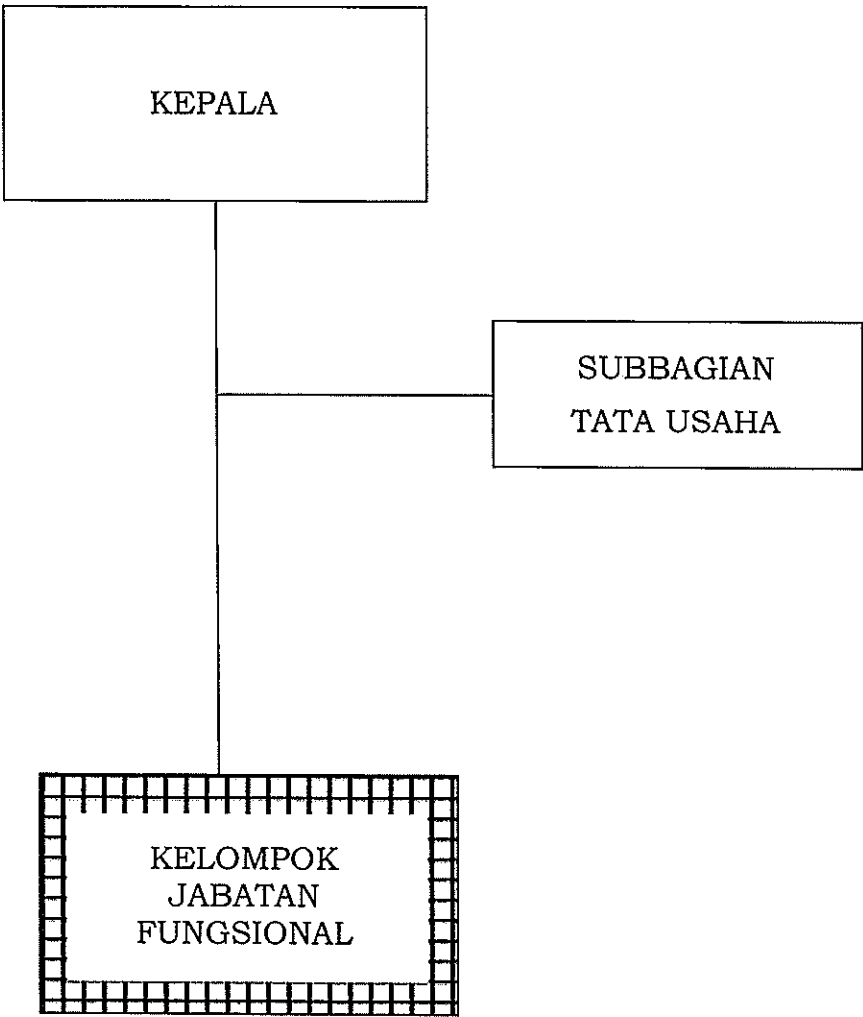 KEPALA
SUBBAGIAN
TATA USAHA
KELOMPOK
JABATAN
FUNGSIONAL